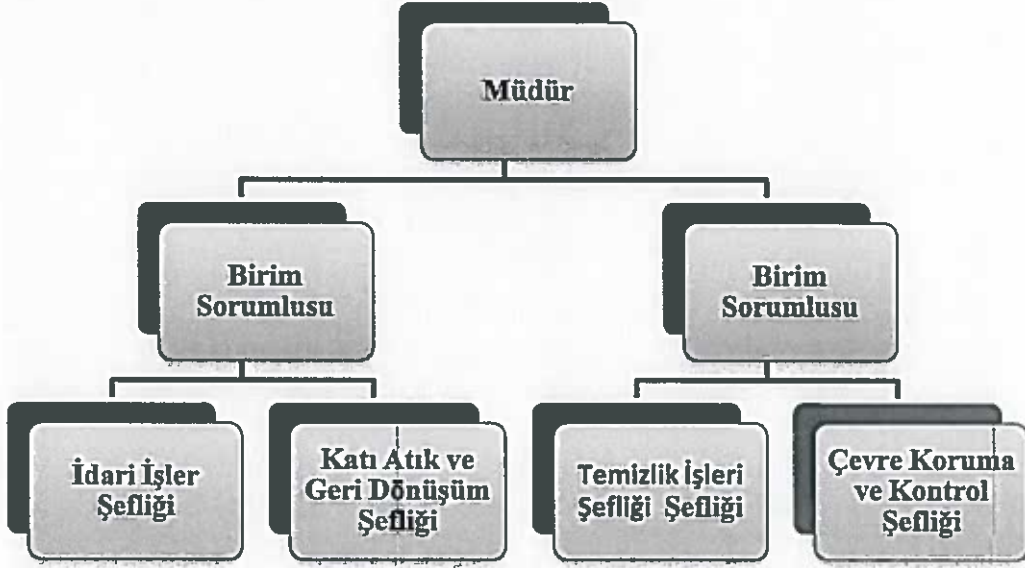 Müdür
Birim
Sorumlusu
Birim
Sorumlusu
İdari İşler
Şefliği
Katı Atık ve
Geri Dönüşüm
Şefliği
Temizlik İşleri
Şefliği Şefliği
Çevre Koruma
ve Kontrol
Şefliği